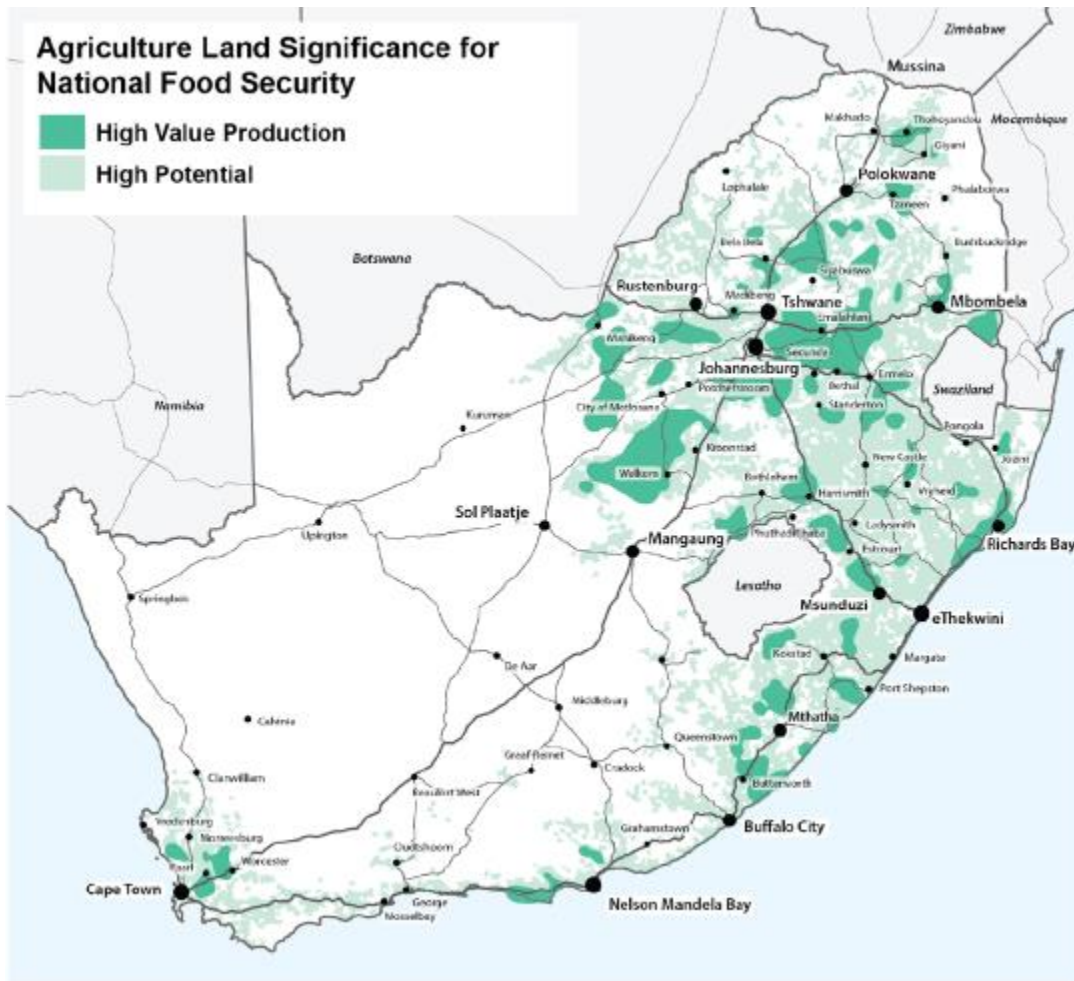 Agriculture Land Significance for
National Food Security
High Value Production
High Potential
Zimbabwe
Mussina
Mocambique
Makhado
Thohoyandou
Giyani
Polokwane
Lephalale
Tzaneen
Phalaborwa
Bela Bela
Bushbuckridge
Siyabuswa
Botswana
Rustenburg
Tshwane
Mbombela
Emalahleni
Mahikeng
Secunda
Johannesburg
Ermelo
Potchefstroom
Bethal
Swaziland
Namibia
City of Matlosana
Standerton
Kuruman
Pongola
Jozini
Kroonstad
New Castle
Welkom
Bethlehem
Vryheid
Harrismith
Sol Plaatje
Upington
Phuthaditjhaba
Ladysmith
Richards Bay
Mangaung
Estcourt
Lesotho
Springbok
Msunduzi
eThekwini
De Aar
Kokstad
Margate
Port Shepston
Middleburg
Mthatha
Calvinia
Queenstown
Graaf Reinet
Cradock
Clanwilliam
Beaufort West
Butterworth
Vredenburg
Grahamstown
Buffalo City
Oudtshoorn
Worcester
Paarl
Cape Town
George
Nelson Mandela Bay
Mosselbay